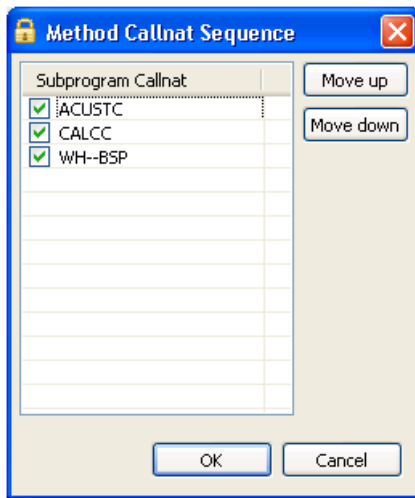 Method Callnat Sequence
Subprogram Callnat
ACUSTC
CALCC
WH--BSP
Move up
Move down
OK
Cancel